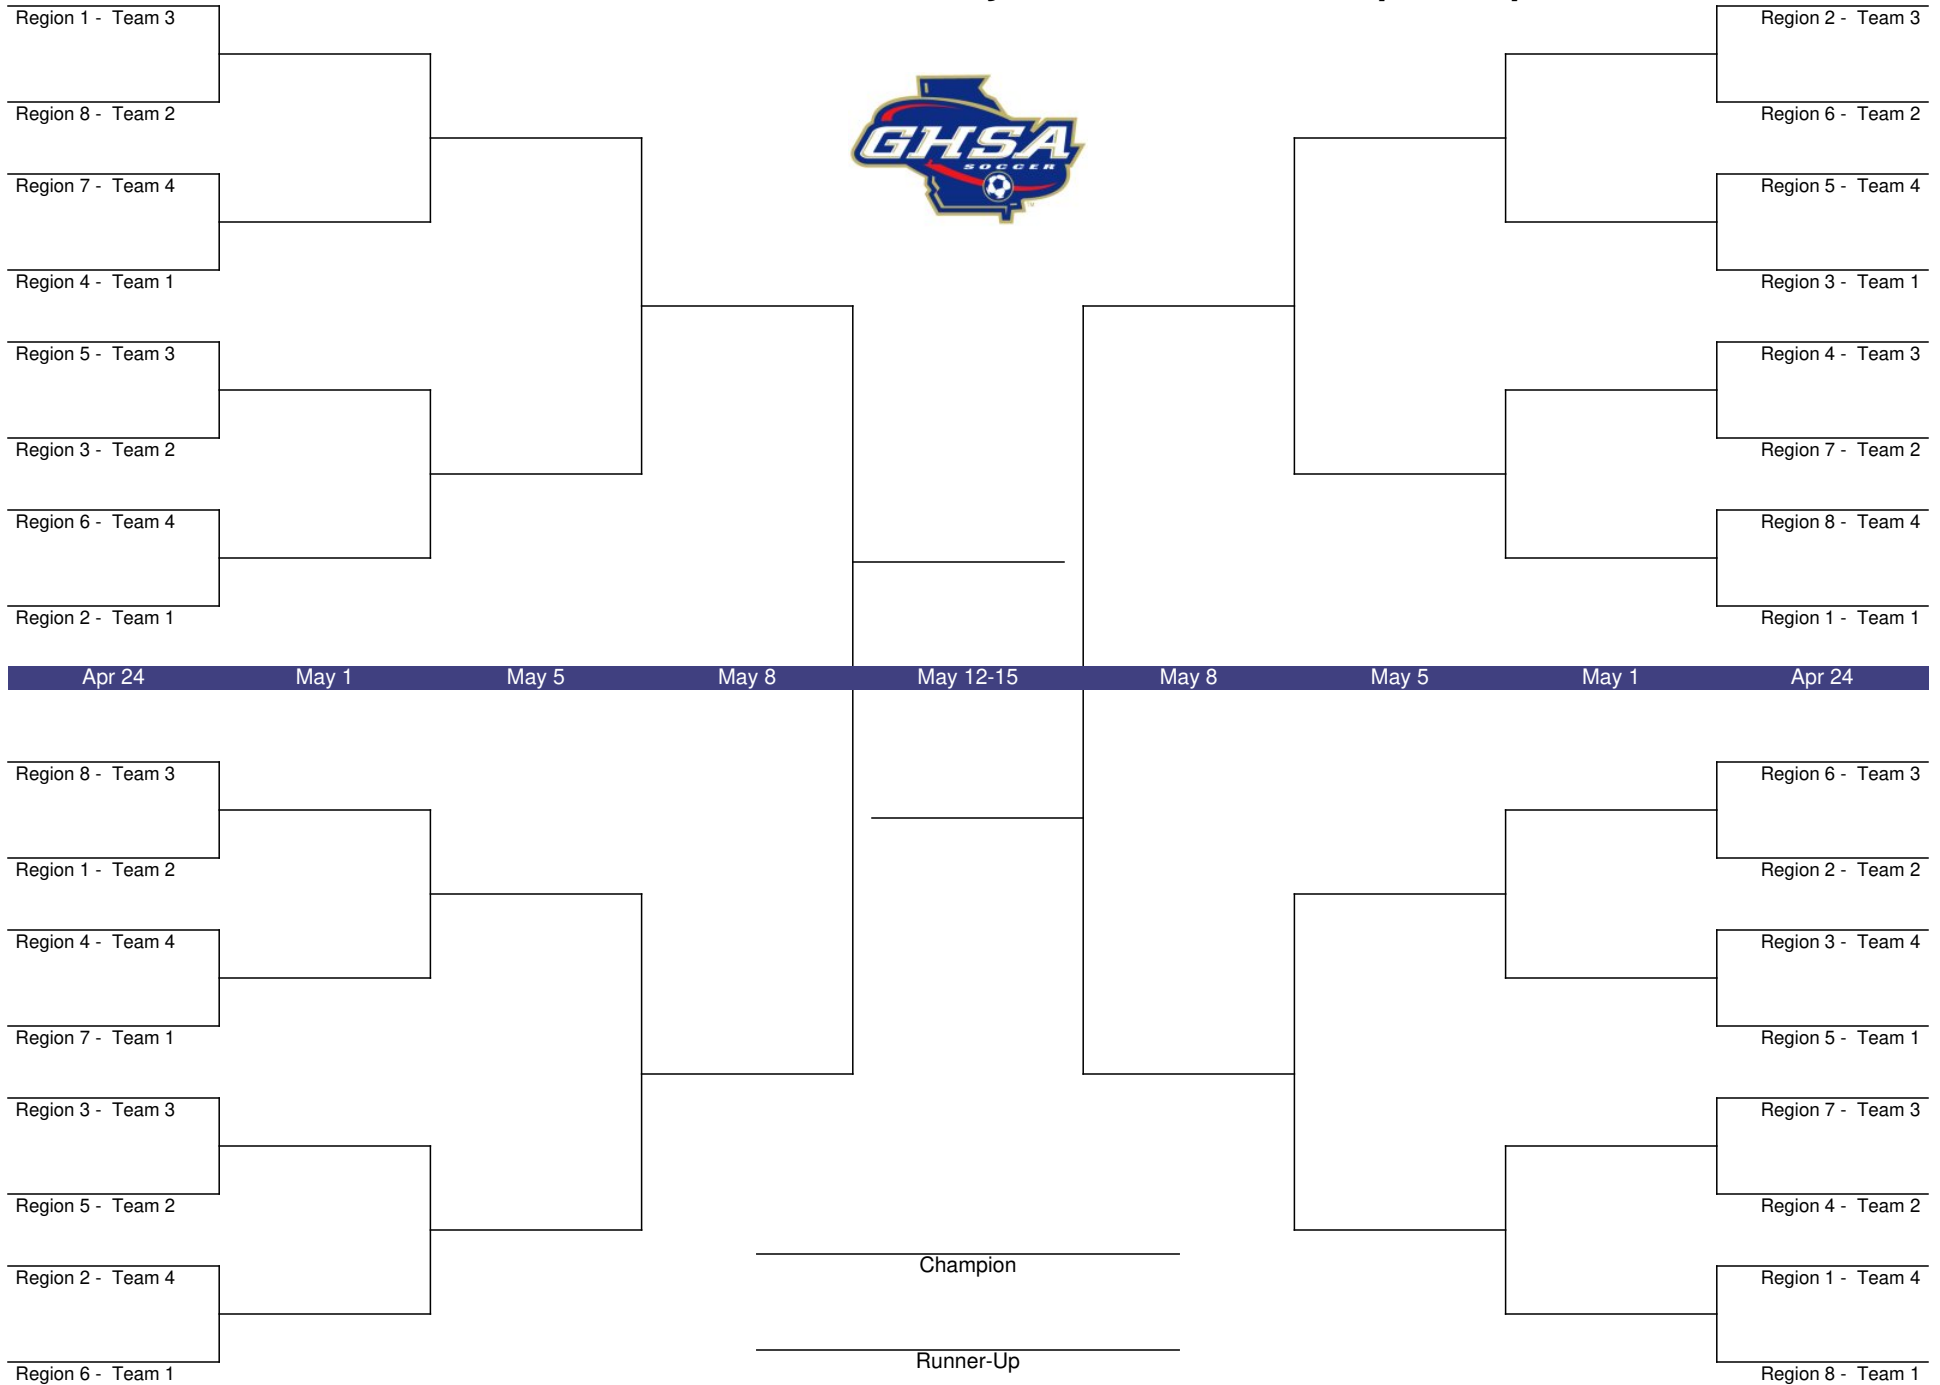 Region 1 - Team 3
Region 8 - Team 2
Region 7 - Team 4
Region 4 - Team 1
Region 5 - Team 3
Region 3 - Team 2
Region 6 - Team 4
Region 2 - Team 1
GHSA
SOCCER
Region 2 - Team 3
Region 6 - Team 2
Region 5 - Team 4
Region 3 - Team 1
Region 4 - Team 3
Region 7 - Team 2
Region 8 - Team 4
Region 1 - Team 1
Apr 24 May 1 May 5 May 8 May 12-15 May 8 May 5 May 1 Apr 24
Region 8 - Team 3
Region 1 - Team 2
Region 4 - Team 4
Region 7 - Team 1
Region 3 - Team 3
Region 5 - Team 2
Region 2 - Team 4
Region 6 - Team 1
Champion
Runner-Up
Region 6 - Team 3
Region 2 - Team 2
Region 3 - Team 4
Region 5 - Team 1
Region 7 - Team 3
Region 4 - Team 2
Region 1 - Team 4
Region 8 - Team 1